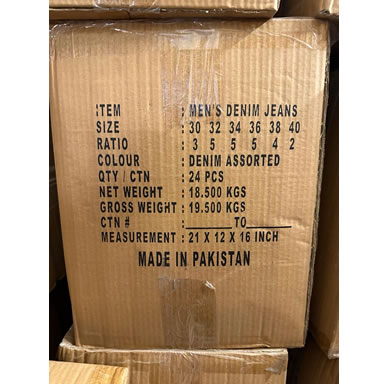 ITEM : MEN'S DENIM JEANS
SIZE : 30 32 34 36 38 40
RATIO : 3 5 5 5 4 2
COLOUR : DENIM ASSORTED
QTY / CTN : 24 PCS
NET WEIGHT : 18.500 KGS
GROSS WEIGHT : 19.500 KGS
CTN # : ______ TO ______
MEASUREMENT : 21 X 12 X 16 INCH
MADE IN PAKISTAN